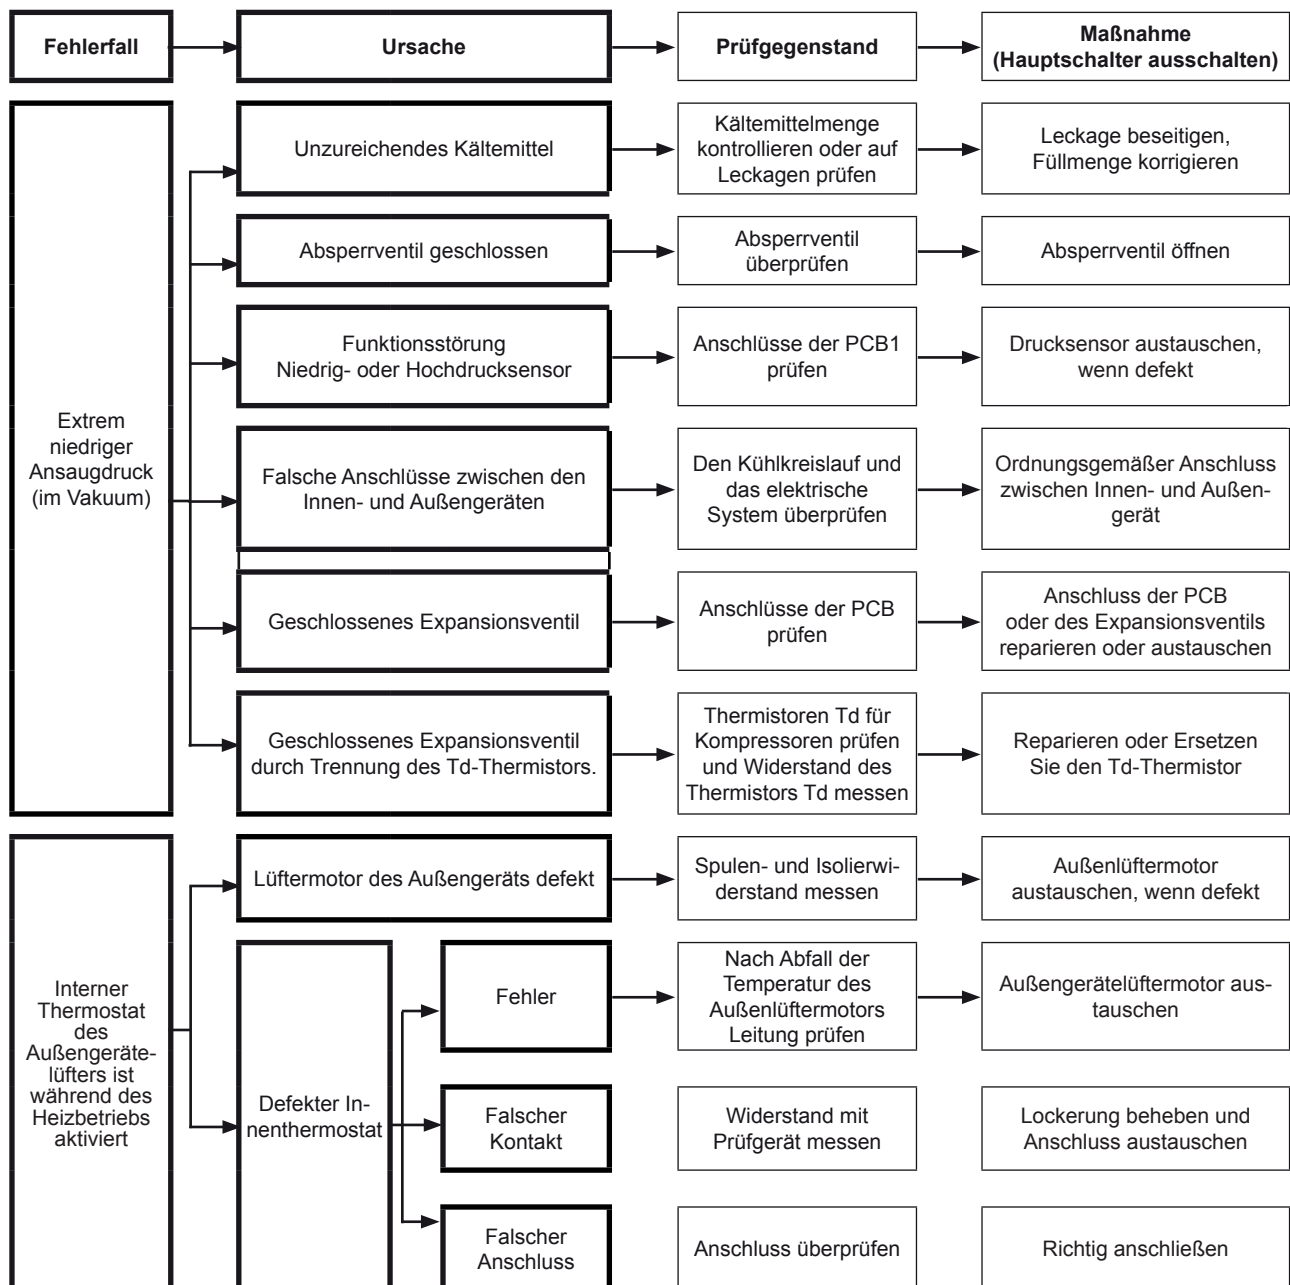 Fehlerfall
Ursache
Prüfgegenstand
Maßnahme
(Hauptschalter ausschalten)
Extrem
niedriger
Ansaugdruck
(im Vakuum)
Unzureichendes Kältemittel
Kältemittelmenge
kontrollieren oder auf
Leckagen prüfen
Leckage beseitigen,
Füllmenge korrigieren
Absperrventil geschlossen
Absperrventil
überprüfen
Absperrventil öffnen
Funktionsstörung
Niedrig- oder Hochdrucksensor
Anschlüsse der PCB1
prüfen
Drucksensor austauschen,
wenn defekt
Falsche Anschlüsse zwischen den
Innen- und Außengeräten
Den Kühlkreislauf und
das elektrische
System überprüfen
Ordnungsgemäßer Anschluss
zwischen Innen- und Außen-
gerät
Geschlossenes Expansionsventil
Anschlüsse der PCB
prüfen
Anschluss der PCB
oder des Expansionsventils
reparieren oder austauschen
Geschlossenes Expansionsventil
durch Trennung des Td-Thermistors.
Thermistoren Td für
Kompressoren prüfen
und Widerstand des
Thermistors Td messen
Reparieren oder Ersetzen
Sie den Td-Thermistor
Interner
Thermostat
des
Außengeräte-
lüfters ist
während des
Heizbetriebs
aktiviert
Lüftermotor des Außengeräts defekt
Spulen- und Isolierwi-
derstand messen
Außenlüftermotor
austauschen, wenn defekt
Defekter In-
nenthermostat
Fehler
Nach Abfall der
Temperatur des
Außenlüftermotors
Leitung prüfen
Außengerätelüftermotor aus-
tauschen
Falscher
Kontakt
Widerstand mit
Prüfgerät messen
Lockerung beheben und
Anschluss austauschen
Falscher
Anschluss
Anschluss überprüfen
Richtig anschließen